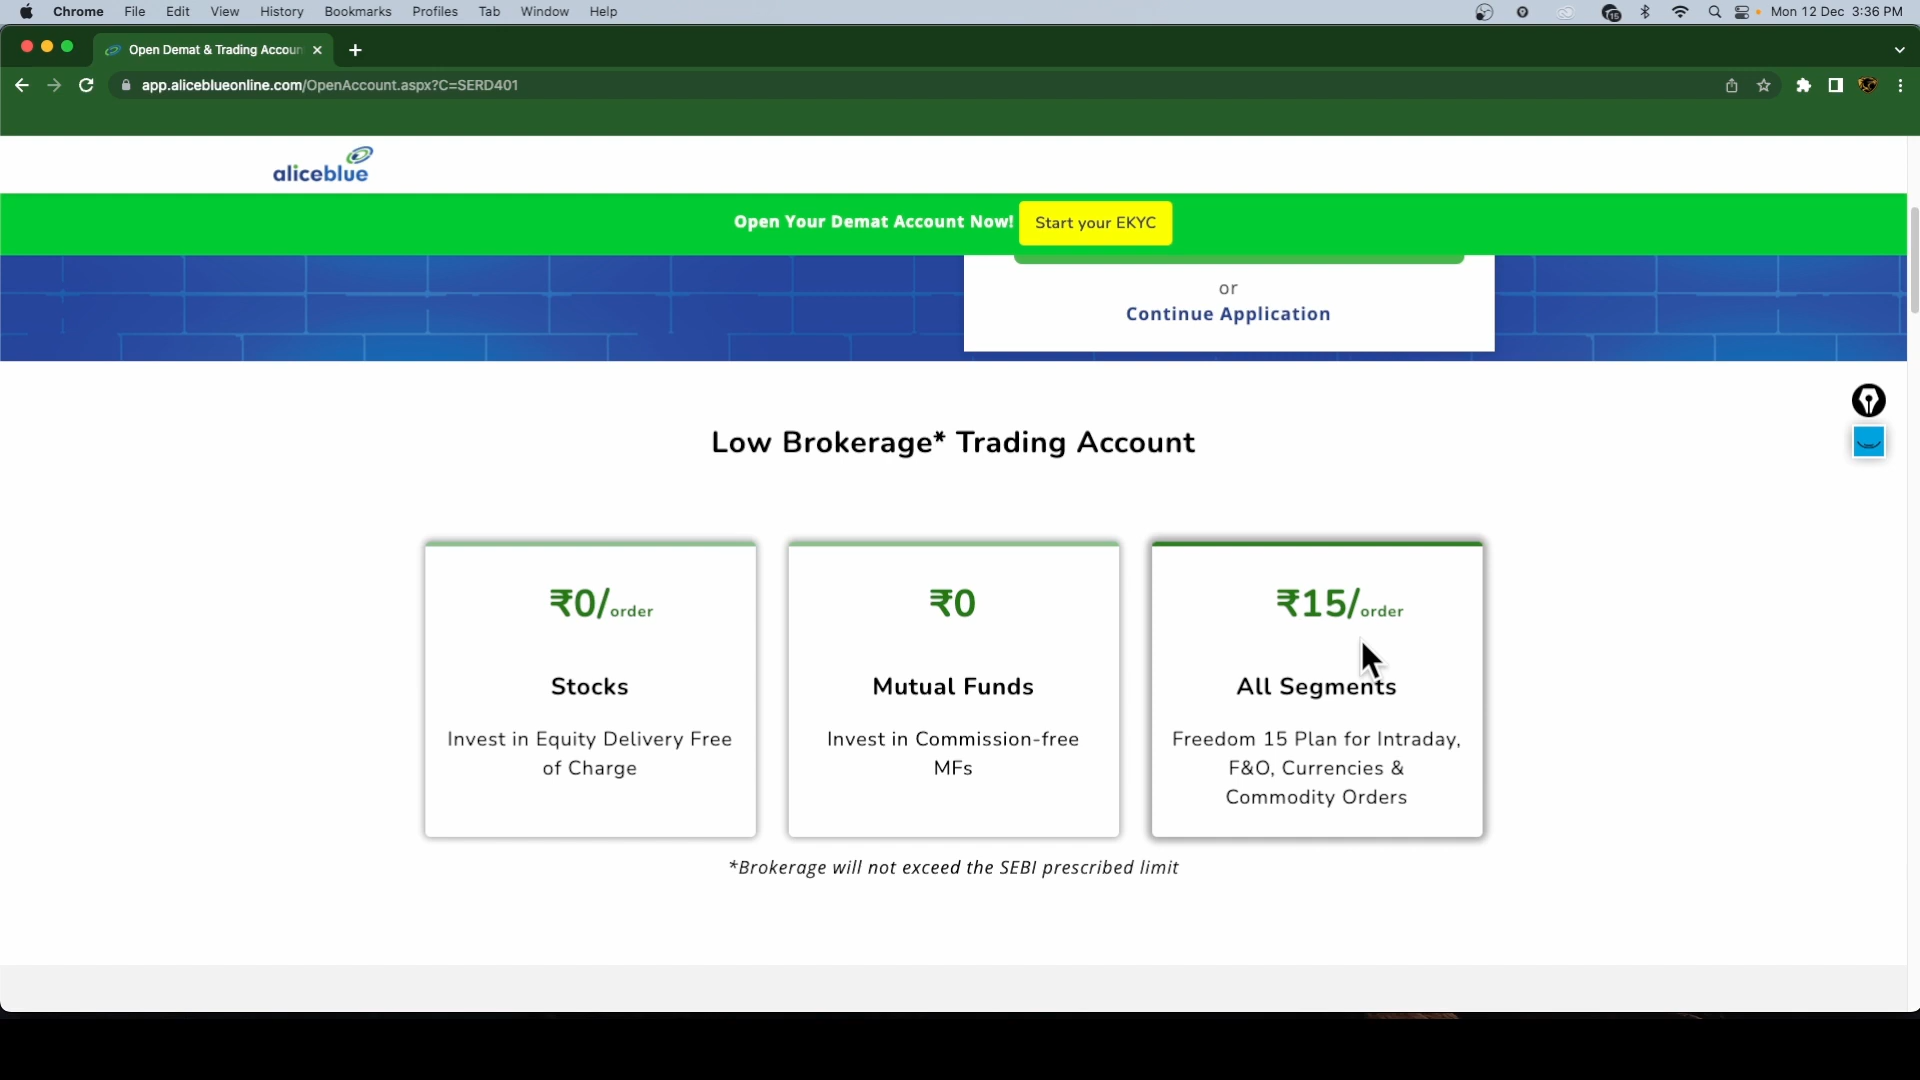 Chrome File Edit View History Bookmarks Profiles Tab Window Help
15 Mon 12 Dec 3:36 PM
Open Demat & Trading Accoun
app.aliceblueonline.com/OpenAccount.aspx?C=SERD401
aliceblue
Open Your Demat Account Now! Start your EKYC
or
Continue Application
Low Brokerage* Trading Account
₹0/order
Stocks
Invest in Equity Delivery Free
of Charge
₹0
Mutual Funds
Invest in Commission-free
MFs
₹15/order
All Segments
Freedom 15 Plan for Intraday,
F&O, Currencies &
Commodity Orders
*Brokerage will not exceed the SEBI prescribed limit